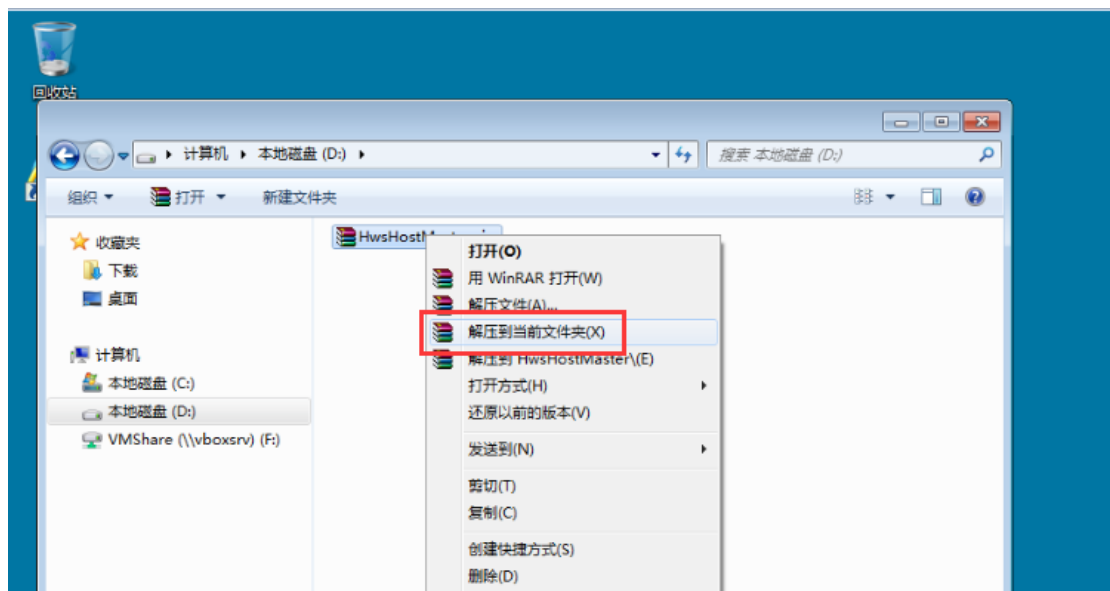 回收站
计算机 本地磁盘 (D:)
搜索 本地磁盘 (D:)
组织 打开 新建文件夹
收藏夹
下载
桌面
计算机
本地磁盘 (C:)
本地磁盘 (D:)
VMShare (\\vboxsrv) (F:)
打开(O)
用 WinRAR 打开(W)
解压文件(A)...
解压到当前文件夹(X)
解压到 HwsHostMaster\(E)
打开方式(H)
还原以前的版本(V)
发送到(N)
剪切(T)
复制(C)
创建快捷方式(S)
删除(D)